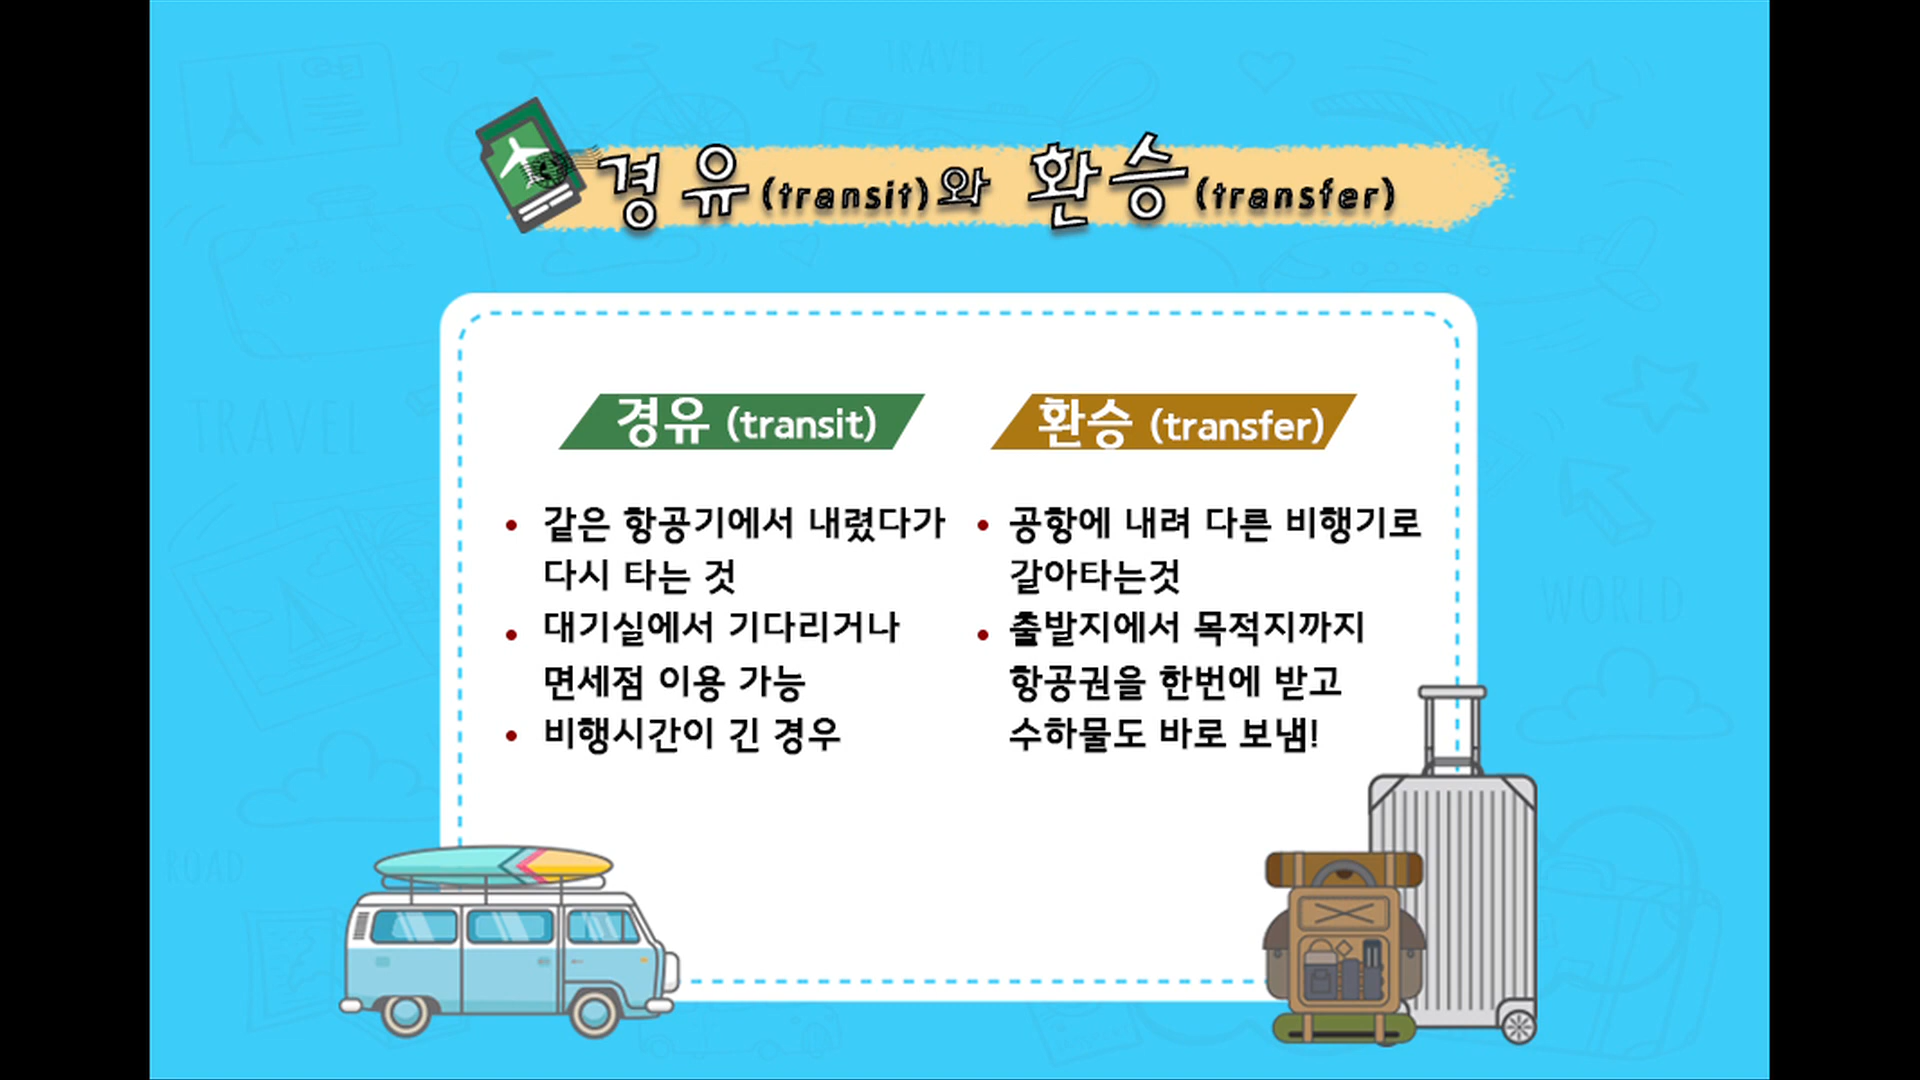 경유(transit)와 환승(transfer)
경유 (transit)
• 같은 항공기에서 내렸다가
다시 타는 것
• 대기실에서 기다리거나
면세점 이용 가능
• 비행시간이 긴 경우
환승 (transfer)
• 공항에 내려 다른 비행기로
갈아타는것
• 출발지에서 목적지까지
항공권을 한번에 받고
수하물도 바로 보냄!
TRAVEL
TRAVEL
WORLD
ROAD